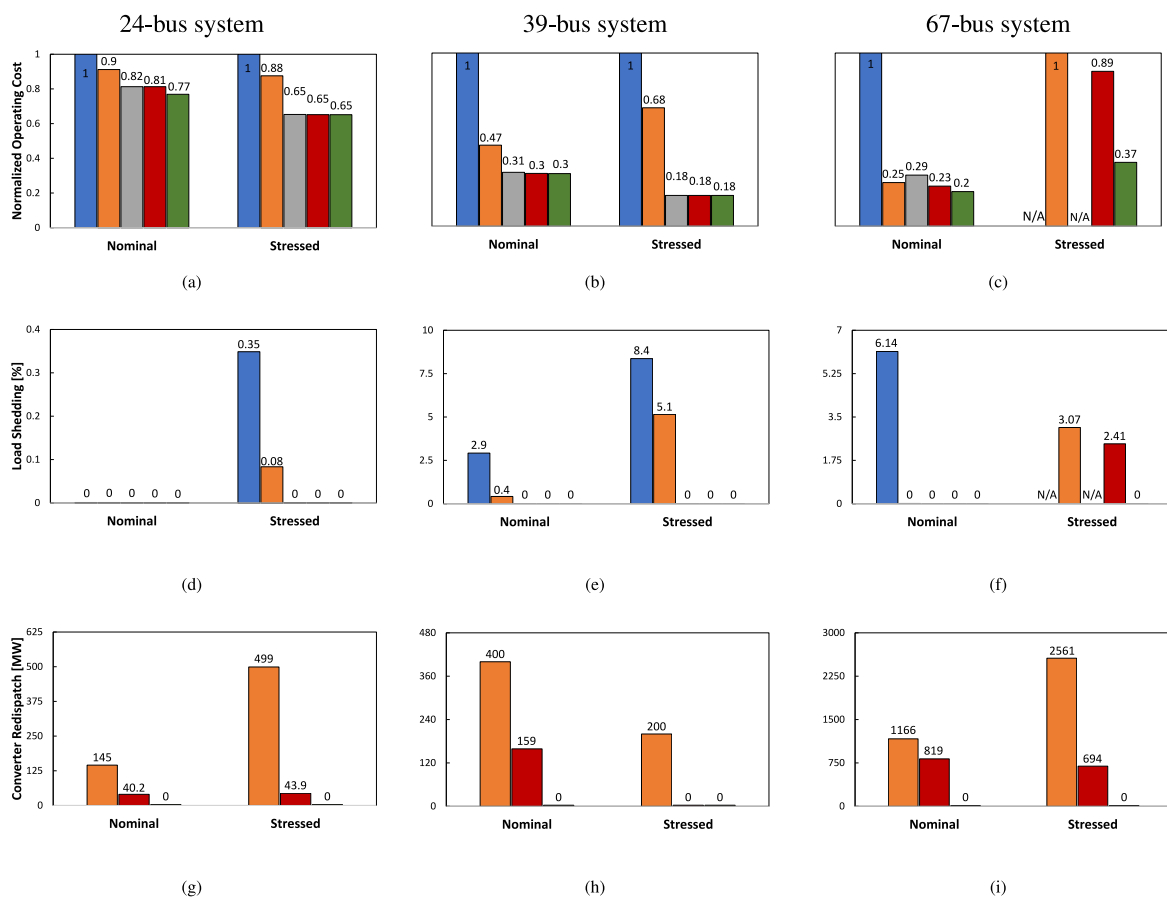 24-bus system 39-bus system 67-bus system
Normalized Operating Cost
1
0.8
0.6
0.4
0.2
0
1 0.9 0.82 0.81 0.77
1 0.88 0.65 0.65 0.65
Nominal Stressed
(a)
1 0.47 0.31 0.3 0.3
1 0.68 0.18 0.18 0.18
Nominal Stressed
(b)
1 0.25 0.29 0.23 0.2
N/A 1 N/A 0.89 0.37
Nominal Stressed
(c)
Load Shedding [%]
0.4
0.3
0.2
0.1
0
0 0 0 0 0
0.35 0.08 0 0 0
Nominal Stressed
(d)
10
7.5
5
2.5
0
2.9 0.4 0 0 0
8.4 5.1 0 0 0
Nominal Stressed
(e)
7
5.25
3.5
1.75
0
6.14 0 0 0 0
N/A 3.07 N/A 2.41 0
Nominal Stressed
(f)
Converter Redispatch [MW]
625
500
375
250
125
0
145 40.2 0
499 43.9 0
Nominal Stressed
(g)
480
360
240
120
0
400 159 0
200 0 0
Nominal Stressed
(h)
3000
2250
1500
750
0
1166 819 0
2561 694 0
Nominal Stressed
(i)